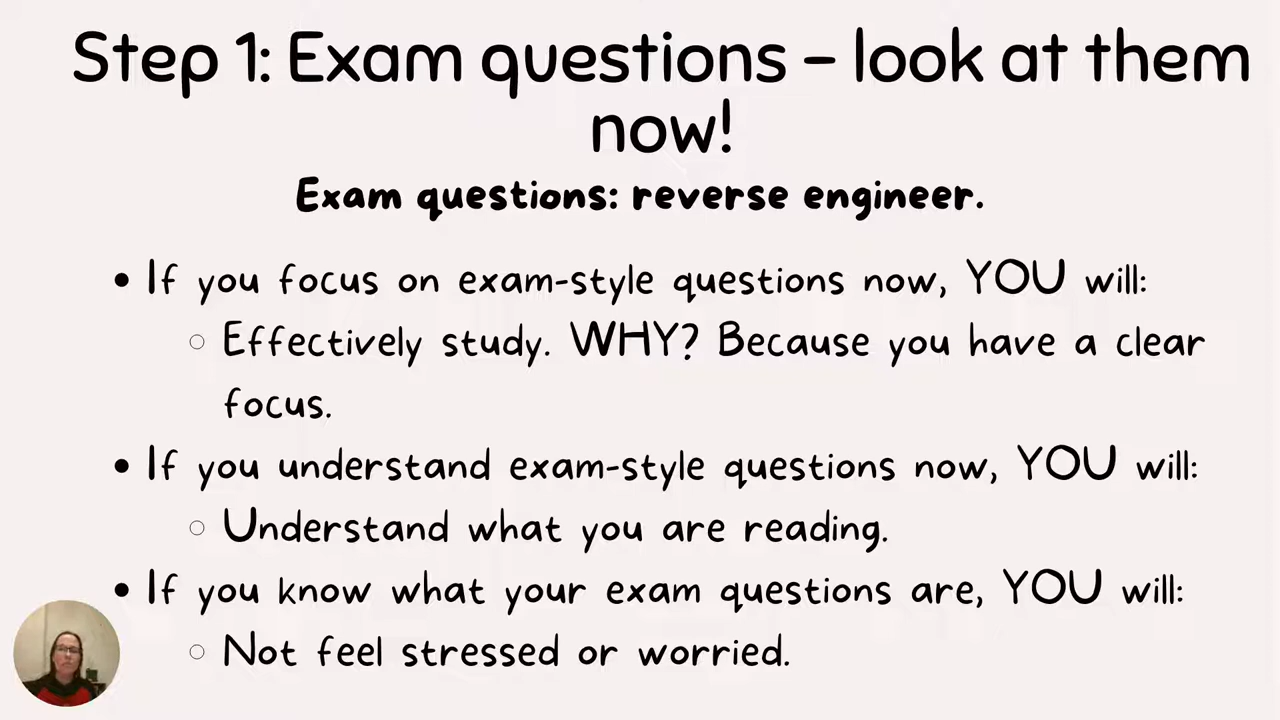 Step 1: Exam questions – look at them
now!
Exam questions: reverse engineer.
• If you focus on exam-style questions now, YOU will:
○ Effectively study. WHY? Because you have a clear
focus.
• If you understand exam-style questions now, YOU will:
○ Understand what you are reading.
• If you know what your exam questions are, YOU will:
○ Not feel stressed or worried.